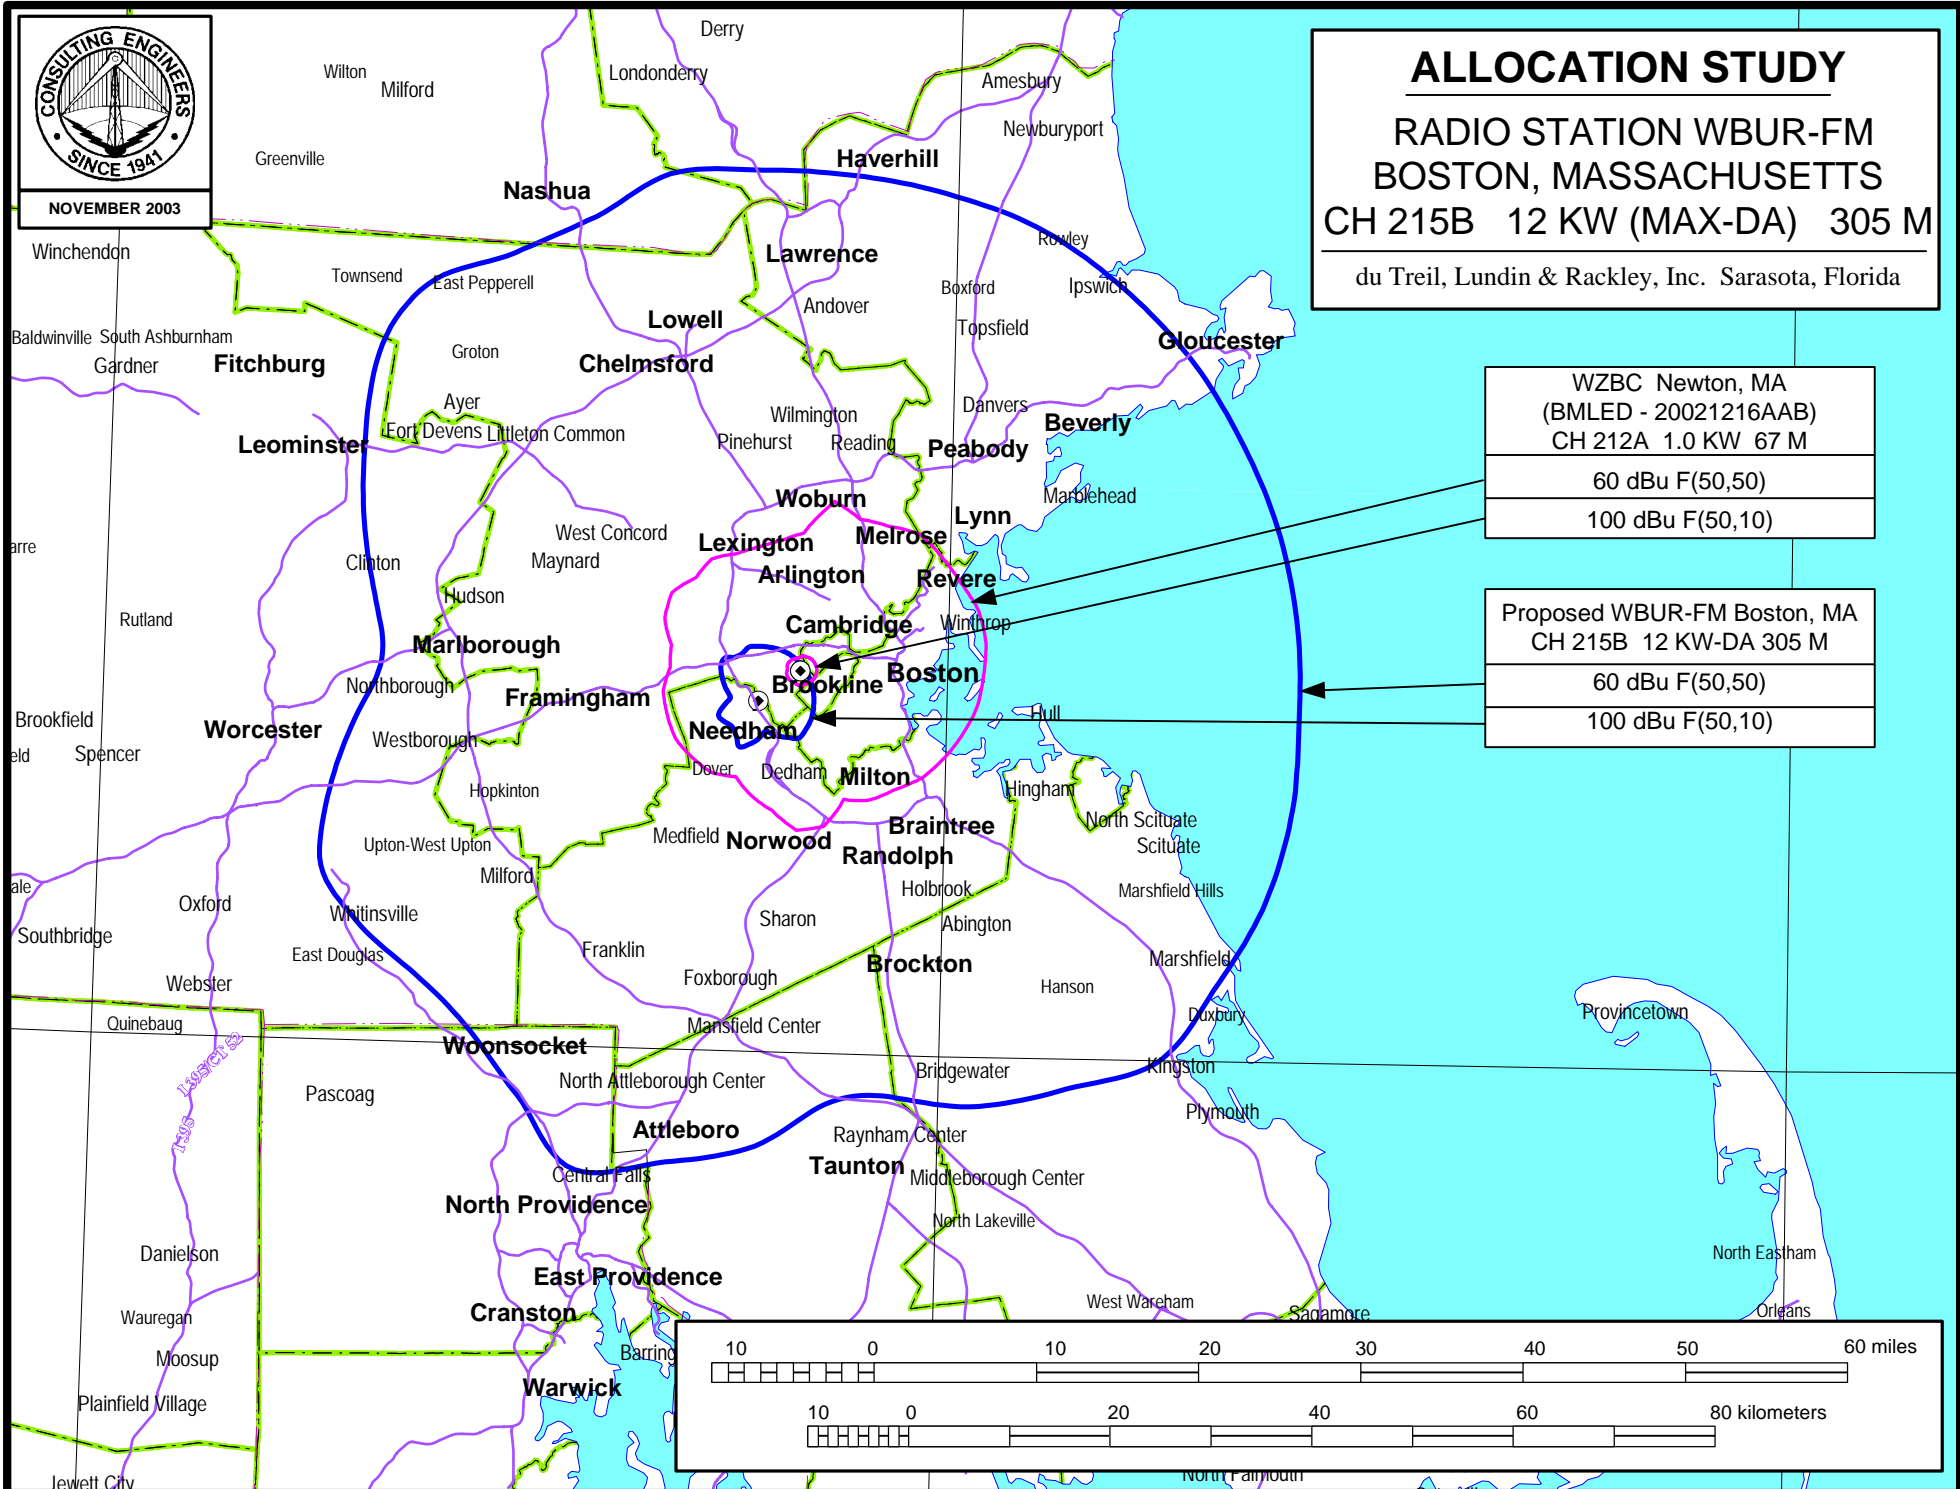 CONSULTING ENGINEERS
SINCE 1941
NOVEMBER 2003
ALLOCATION STUDY
RADIO STATION WBUR-FM
BOSTON, MASSACHUSETTS
CH 215B 12 KW (MAX-DA) 305 M
du Treil, Lundin & Rackley, Inc. Sarasota, Florida
Derry
Wilton
Londonderry
Milford
Amesbury
Newburyport
Greenville
Haverhill
Nashua
Winchendon
Lawrence
Rowley
Townsend
East Pepperell
Boxford
Ipswich
Andover
Lowell
Topsfield
Baldwinville
South Ashburnham
Gloucester
Groton
Gardner
Fitchburg
Chelmsford
Ayer
Danvers
Wilmington
Beverly
Fort Devens
Littleton Common
Leominster
Pinehurst
Reading
Peabody
Woburn
Marblehead
Lynn
West Concord
Melrose
Lexington
arre
Clinton
Maynard
Arlington
Revere
Hudson
Rutland
Cambridge
Winthrop
Marlborough
Boston
Northborough
Framingham
Brookline
Hull
Brookfield
Worcester
Westborough
Needham
eld
Spencer
Dover
Dedham
Milton
Hopkinton
Hingham
North Scituate
Upton-West Upton
Medfield
Norwood
Braintree
Scituate
Randolph
Milford
ale
Holbrook
Marshfield Hills
Oxford
Whitinsville
Sharon
Abington
Southbridge
East Douglas
Franklin
Brockton
Marshfield
Webster
Foxborough
Hanson
Quinebaug
Mansfield Center
Duxbury
Provincetown
I-395/CT 52
Woonsocket
North Attleborough Center
Bridgewater
Kingston
Pascoag
Plymouth
I-395
Attleboro
Raynham Center
Central Falls
Taunton
Middleborough Center
North Providence
North Lakeville
Danielson
North Eastham
East Providence
Cranston
West Wareham
Sagamore
Orleans
Wauregan
Moosup
Barring
Warwick
Plainfield Village
Jewett City
North Falmouth
WZBC Newton, MA
(BMLED - 20021216AAB)
CH 212A 1.0 KW 67 M
60 dBu F(50,50)
100 dBu F(50,10)
Proposed WBUR-FM Boston, MA
CH 215B 12 KW-DA 305 M
60 dBu F(50,50)
100 dBu F(50,10)
10 0 10 20 30 40 50 60 miles
10 0 20 40 60 80 kilometers